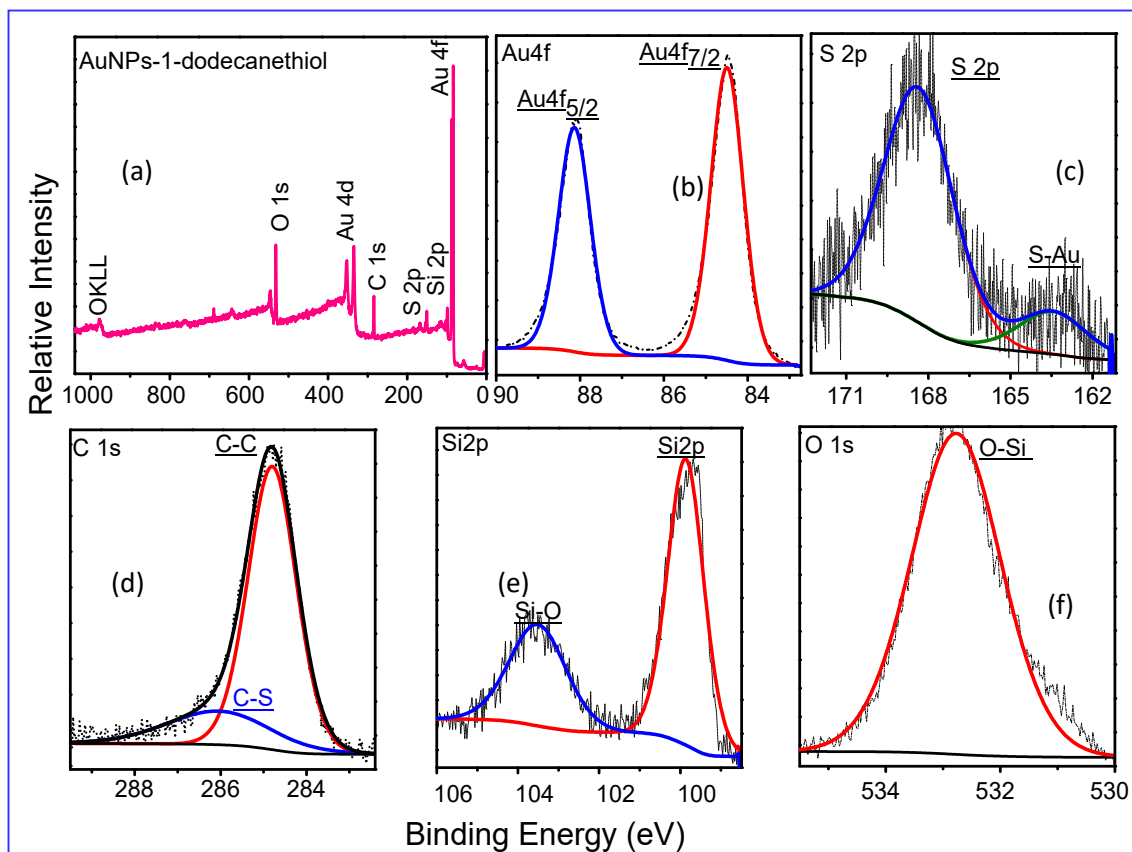 Relative Intensity
AuNPs-1-dodecanethiol
(a)
OKLL
O 1s
Au 4d
C 1s
S 2p
Si 2p
Au 4f
1000 800 600 400 200 0
Au4f
Au4f5/2
Au4f7/2
(b)
90 88 86 84
S 2p
S 2p
(c)
S-Au
171 168 165 162
C 1s
C-C
(d)
C-S
288 286 284
Si2p
Si2p
(e)
Si-O
106 104 102 100
O 1s
O-Si
(f)
534 532 530
Binding Energy (eV)